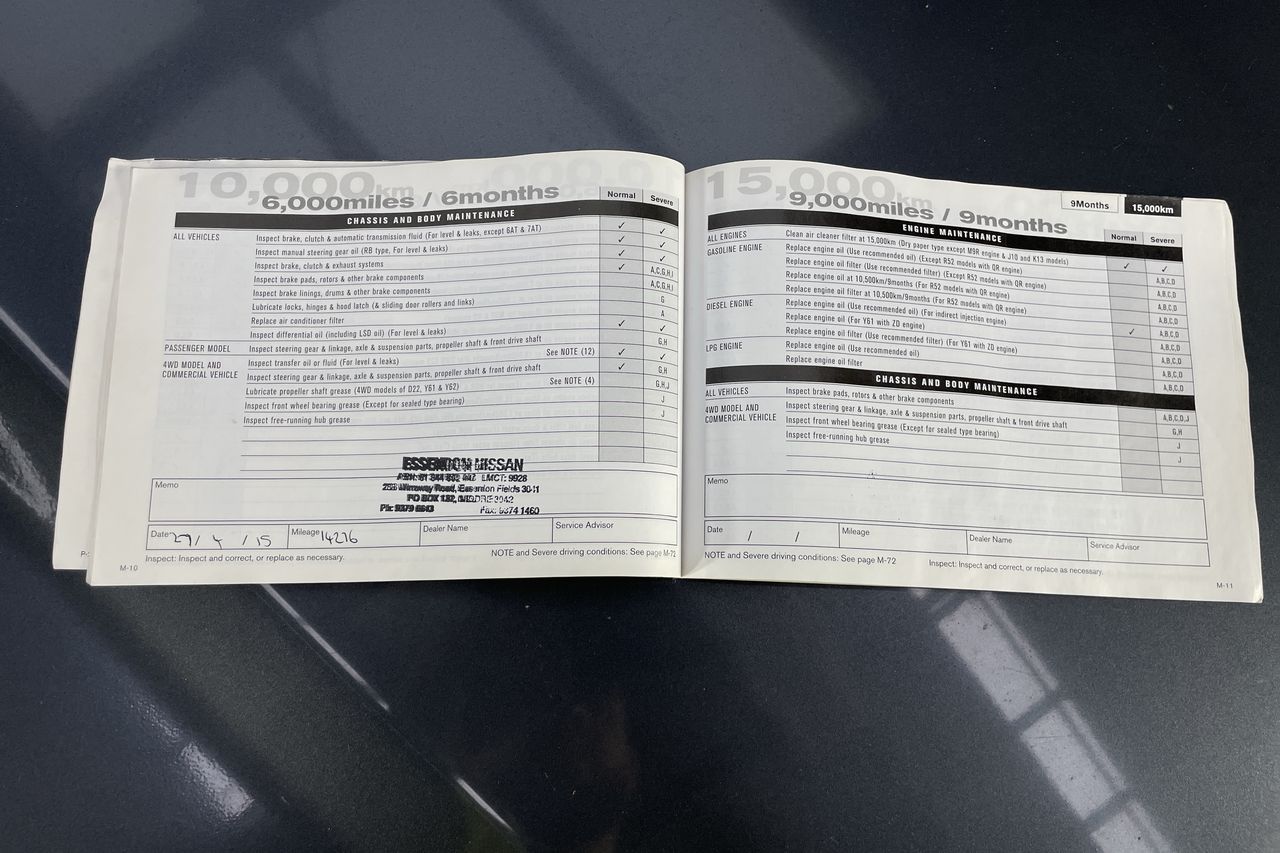 10,000km
6,000miles / 6months
Normal Severe
CHASSIS AND BODY MAINTENANCE
ALL VEHICLES Inspect brake, clutch & automatic transmission fluid (For level & leaks, except 6AT & 7AT) ✓ ✓
Inspect manual steering gear oil (RB type, For level & leaks) ✓ ✓
Inspect brake, clutch & exhaust systems ✓ ✓
Inspect brake pads, rotors & other brake components ✓ A,C,G,H,J
Inspect brake linings, drums & other brake components A,C,G,H,J
Lubricate locks, hinges & hood latch (& sliding door rollers and links) G
Replace air conditioner filter A
Inspect differential oil (including LSD oil) (For level & leaks) ✓ ✓
PASSENGER MODEL Inspect steering gear & linkage, axle & suspension parts, propeller shaft & front drive shaft G,H
4WD MODEL AND Inspect transfer oil or fluid (For level & leaks) See NOTE (12) ✓ ✓
COMMERCIAL VEHICLE Inspect steering gear & linkage, axle & suspension parts, propeller shaft & front drive shaft ✓ G,H
Lubricate propeller shaft grease (4WD models of D22, Y61 & Y62) See NOTE (4) G,H,J
Inspect front wheel bearing grease (Except for sealed type bearing) J
Inspect free-running hub grease J
ESSENDON NISSAN
LMCT: 9928
Road, Essendon Fields 3041
PO BOX 3042
Ph: 9379 Fax: 9374 1460
Memo
Date 29/ 4 / 15 Mileage 14276 Dealer Name Service Advisor
Inspect: Inspect and correct, or replace as necessary. NOTE and Severe driving conditions: See page M-72
M-10
15,000km
9,000miles / 9months
9Months 15,000km
Normal Severe
ENGINE MAINTENANCE
ALL ENGINES Clean air cleaner filter at 15,000km (Dry paper type except M9R engine & J10 and K13 models) ✓ ✓
GASOLINE ENGINE Replace engine oil (Use recommended oil) (Except R52 models with QR engine) A,B,C,D
Replace engine oil filter (Use recommended filter) (Except R52 models with QR engine) A,B,C,D
Replace engine oil at 10,500km/9months (For R52 models with QR engine) A,B,C,D
Replace engine oil filter at 10,500km/9months (For R52 models with QR engine) A,B,C,D
DIESEL ENGINE Replace engine oil (Use recommended oil) (For indirect injection engine) ✓ A,B,C,D
Replace engine oil (For Y61 with ZD engine) A,B,C,D
Replace engine oil filter (Use recommended filter) (For Y61 with ZD engine) A,B,C,D
LPG ENGINE Replace engine oil (Use recommended oil) A,B,C,D
Replace engine oil filter A,B,C,D
CHASSIS AND BODY MAINTENANCE
ALL VEHICLES Inspect brake pads, rotors & other brake components A,B,C,D,J
4WD MODEL AND Inspect steering gear & linkage, axle & suspension parts, propeller shaft & front drive shaft G,H
COMMERCIAL VEHICLE Inspect front wheel bearing grease (Except for sealed type bearing) J
Inspect free-running hub grease J
Memo
Date / / Mileage Dealer Name Service Advisor
NOTE and Severe driving conditions: See page M-72 Inspect: Inspect and correct, or replace as necessary.
M-11